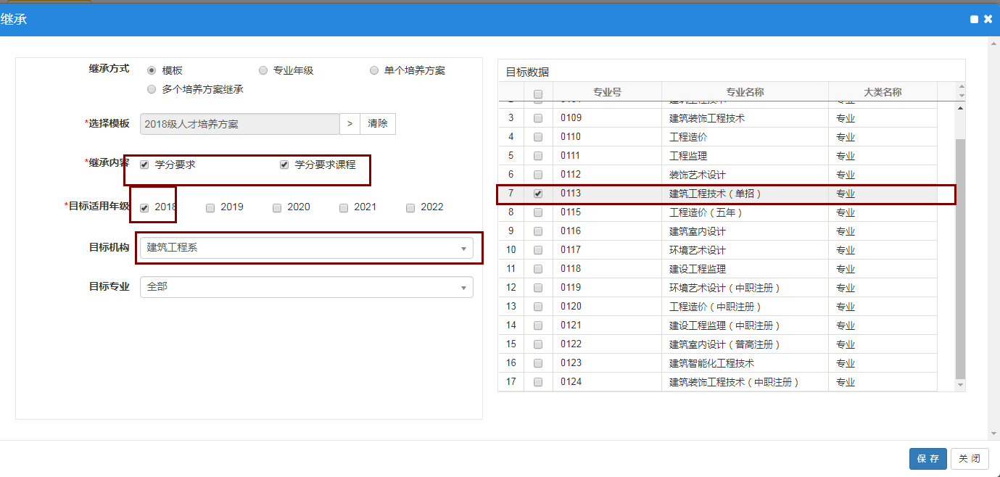 继承
继承方式 模板 专业年级 单个培养方案
多个培养方案继承
*选择模板 2018级人才培养方案 > 清除
*继承内容 学分要求 学分要求课程
*目标适用年级 2018 2019 2020 2021 2022
目标机构 建筑工程系
目标专业 全部
目标数据
专业号 专业名称 大类名称
3 0109 建筑装饰工程技术 专业
4 0110 工程造价 专业
5 0111 工程监理 专业
6 0112 装饰艺术设计 专业
7 0113 建筑工程技术（单招） 专业
8 0115 工程造价（五年） 专业
9 0116 建筑室内设计 专业
10 0117 环境艺术设计 专业
11 0118 建设工程监理 专业
12 0119 环境艺术设计（中职注册） 专业
13 0120 工程造价（中职注册） 专业
14 0121 建设工程监理（中职注册） 专业
15 0122 建筑室内设计（普高注册） 专业
16 0123 建筑智能化工程技术 专业
17 0124 建筑装饰工程技术（中职注册） 专业
保存 关闭